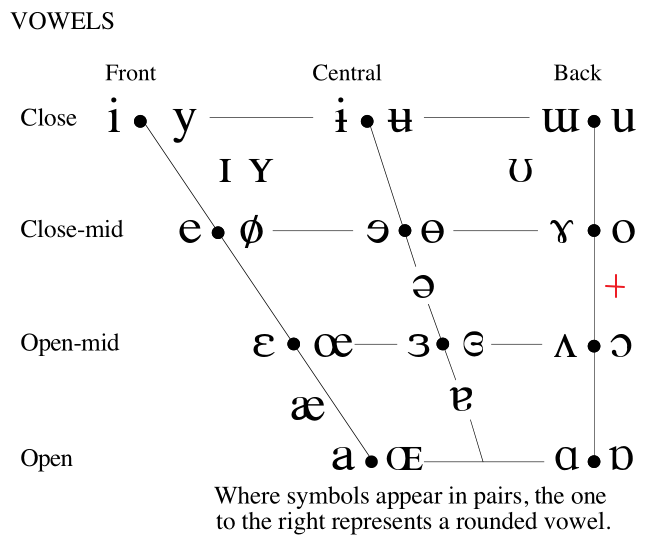 VOWELS
Front Central Back
Close i y ɨ ʉ ɯ u
ɪ ʏ ʊ
Close-mid e ø ɘ ɵ ɤ o
ə +
Open-mid ɛ œ ɜ ɞ ʌ ɔ
æ ɐ
Open a ɶ ɑ ɒ
Where symbols appear in pairs, the one
to the right represents a rounded vowel.